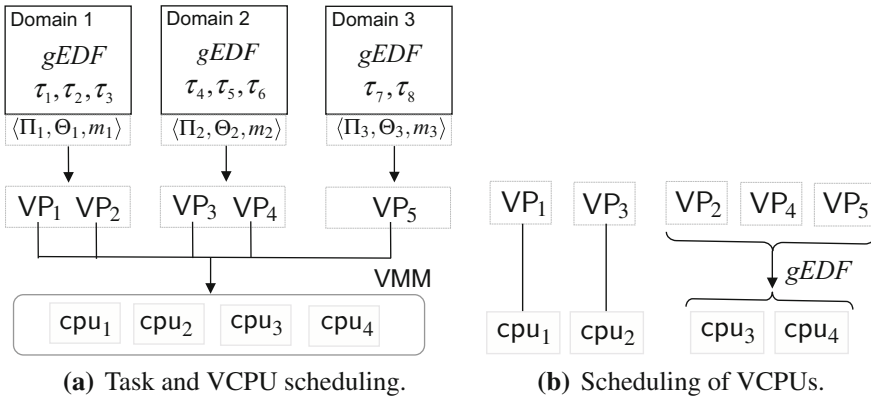 Domain 1
gEDF
τ₁, τ₂, τ₃
⟨Π₁, Θ₁, m₁⟩
Domain 2
gEDF
τ₄, τ₅, τ₆
⟨Π₂, Θ₂, m₂⟩
Domain 3
gEDF
τ₇, τ₈
⟨Π₃, Θ₃, m₃⟩
VP₁ VP₂
VP₃ VP₄
VP₅
VMM
cpu₁ cpu₂ cpu₃ cpu₄
(a) Task and VCPU scheduling.
VP₁ VP₃ VP₂ VP₄ VP₅
gEDF
cpu₁ cpu₂ cpu₃ cpu₄
(b) Scheduling of VCPUs.